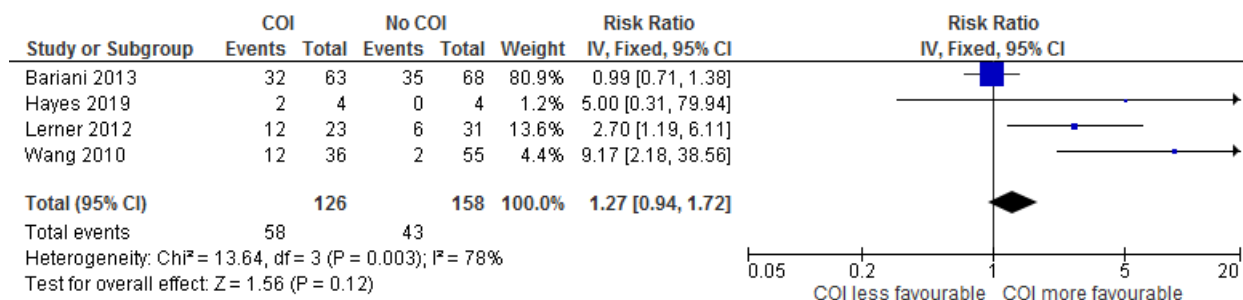 COI No COI Risk Ratio Risk Ratio
Study or Subgroup Events Total Events Total Weight IV, Fixed, 95% CI IV, Fixed, 95% CI
Bariani 2013 32 63 35 68 80.9% 0.99 [0.71, 1.38]
Hayes 2019 2 4 0 4 1.2% 5.00 [0.31, 79.94]
Lerner 2012 12 23 6 31 13.6% 2.70 [1.19, 6.11]
Wang 2010 12 36 2 55 4.4% 9.17 [2.18, 38.56]
Total (95% CI) 126 158 100.0% 1.27 [0.94, 1.72]
Total events 58 43
Heterogeneity: Chi² = 13.64, df = 3 (P = 0.003); I² = 78%
Test for overall effect: Z = 1.56 (P = 0.12)
0.05 0.2 1 5 20
COI less favourable COI more favourable